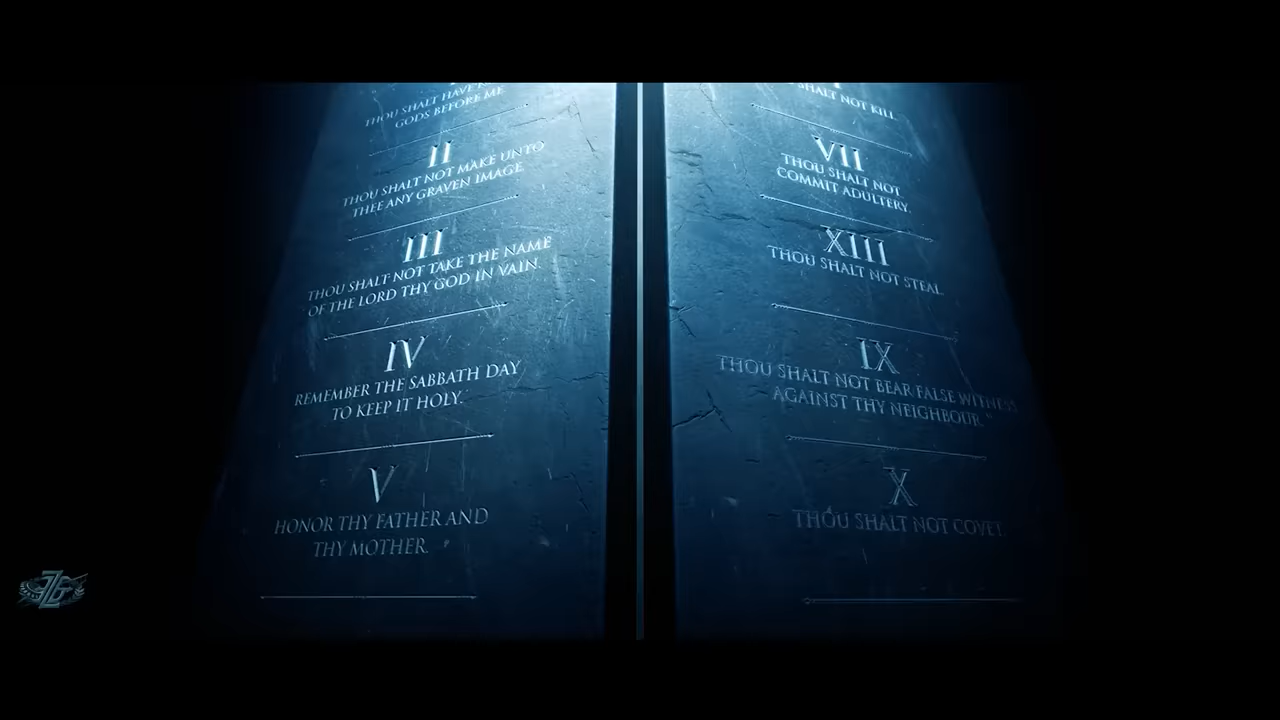 THOU SHALT HAVE
GODS BEFORE ME
II
THOU SHALT NOT MAKE UNTO
THEE ANY GRAVEN IMAGE
III
THOU SHALT NOT TAKE THE NAME
OF THE LORD THY GOD IN VAIN.
IV
REMEMBER THE SABBATH DAY
TO KEEP IT HOLY.
V
HONOR THY FATHER AND
THY MOTHER.
SHALT NOT KILL.
VII
THOU SHALT NOT
COMMIT ADULTERY.
XIII
THOU SHALT NOT STEAL.
IX
THOU SHALT NOT BEAR FALSE WITNESS
AGAINST THY NEIGHBOUR."
X
THOU SHALT NOT COVET.